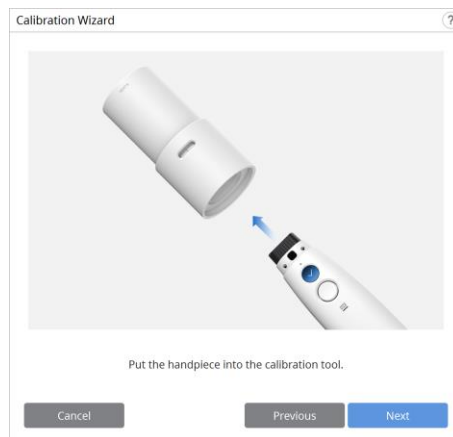 Calibration Wizard
?
Put the handpiece into the calibration tool.
Cancel
Previous
Next